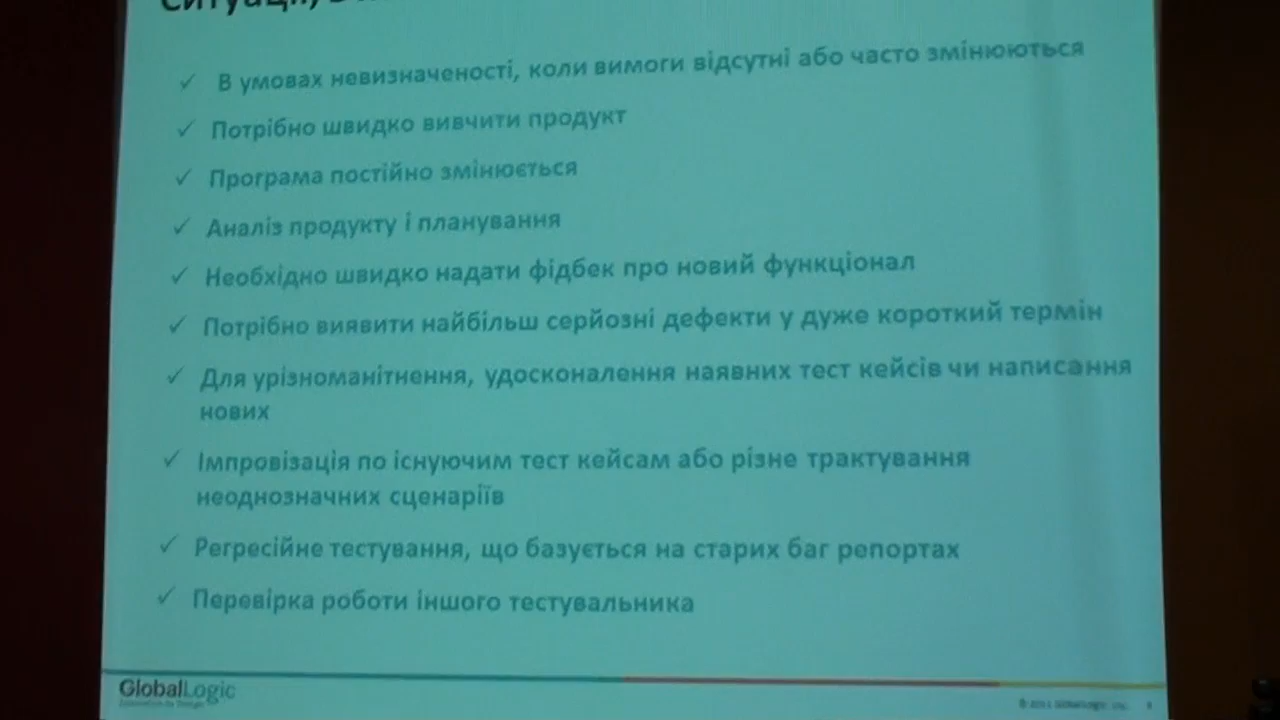 Ситуації, з
✓ В умовах невизначеності, коли вимоги відсутні або часто змінюються
✓ Потрібно швидко вивчити продукт
✓ Програма постійно змінюється
✓ Аналіз продукту і планування
✓ Необхідно швидко надати фідбек про новий функціонал
✓ Потрібно виявити найбільш серйозні дефекти у дуже короткий термін
✓ Для урізноманітнення, удосконалення наявних тест кейсів чи написання
нових
✓ Імпровізація по існуючим тест кейсам або різне трактування
неоднозначних сценаріїв
✓ Регресійне тестування, що базується на старих баг репортах
✓ Перевірка роботи іншого тестувальника
GlobalLogic